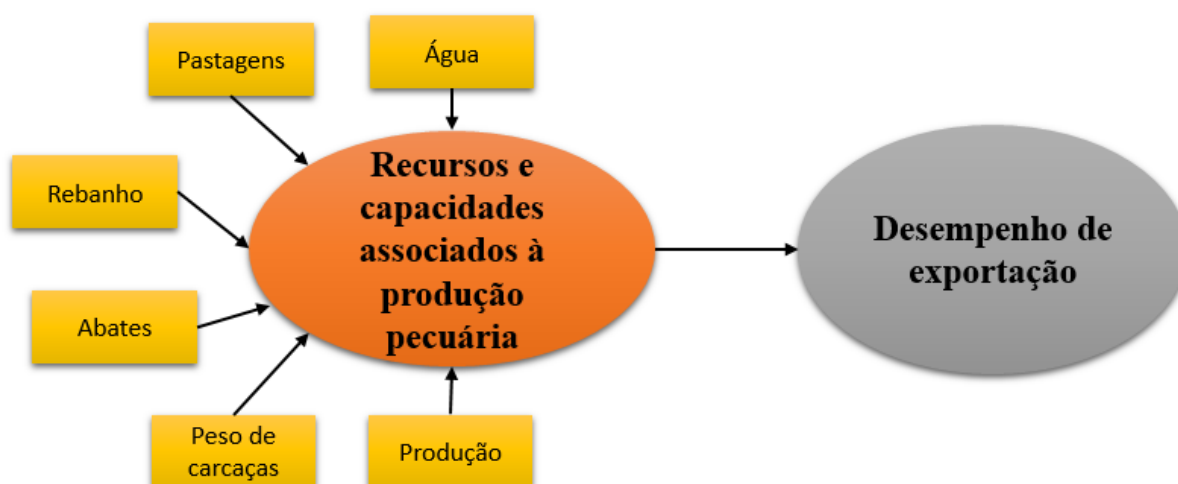 Pastagens
Água
Rebanho
Recursos e
capacidades
associados à
produção
pecuária
Desempenho de
exportação
Abates
Peso de
carcaças
Produção